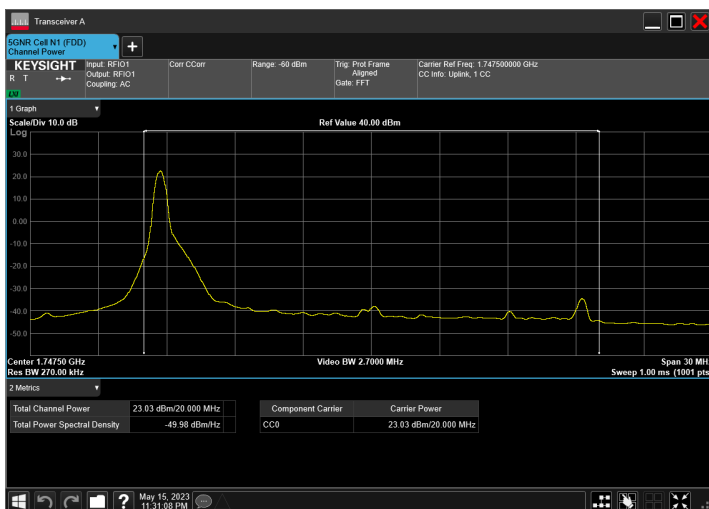 Transceiver A
5GNR Cell N1 (FDD)
Channel Power
KEYSIGHT
R T
LXI
Input: RFIO1
Output: RFIO1
Coupling: AC
Corr CCorr
Range: -60 dBm
Trig: Prot Frame
Aligned
Gate: FFT
Carrier Ref Freq: 1.747500000 GHz
CC Info: Uplink, 1 CC
1 Graph
Scale/Div 10.0 dB
Ref Value 40.00 dBm
Log
30.0
20.0
10.0
0.00
-10.0
-20.0
-30.0
-40.0
-50.0
Center 1.74750 GHz
Video BW 2.7000 MHz
Span 30 MH
Res BW 270.00 kHz
Sweep 1.00 ms (1001 pts
2 Metrics
Total Channel Power 23.03 dBm/20.000 MHz
Total Power Spectral Density -49.98 dBm/Hz
Component Carrier Carrier Power
CC0 23.03 dBm/20.000 MHz
May 15, 2023
11:31:08 PM